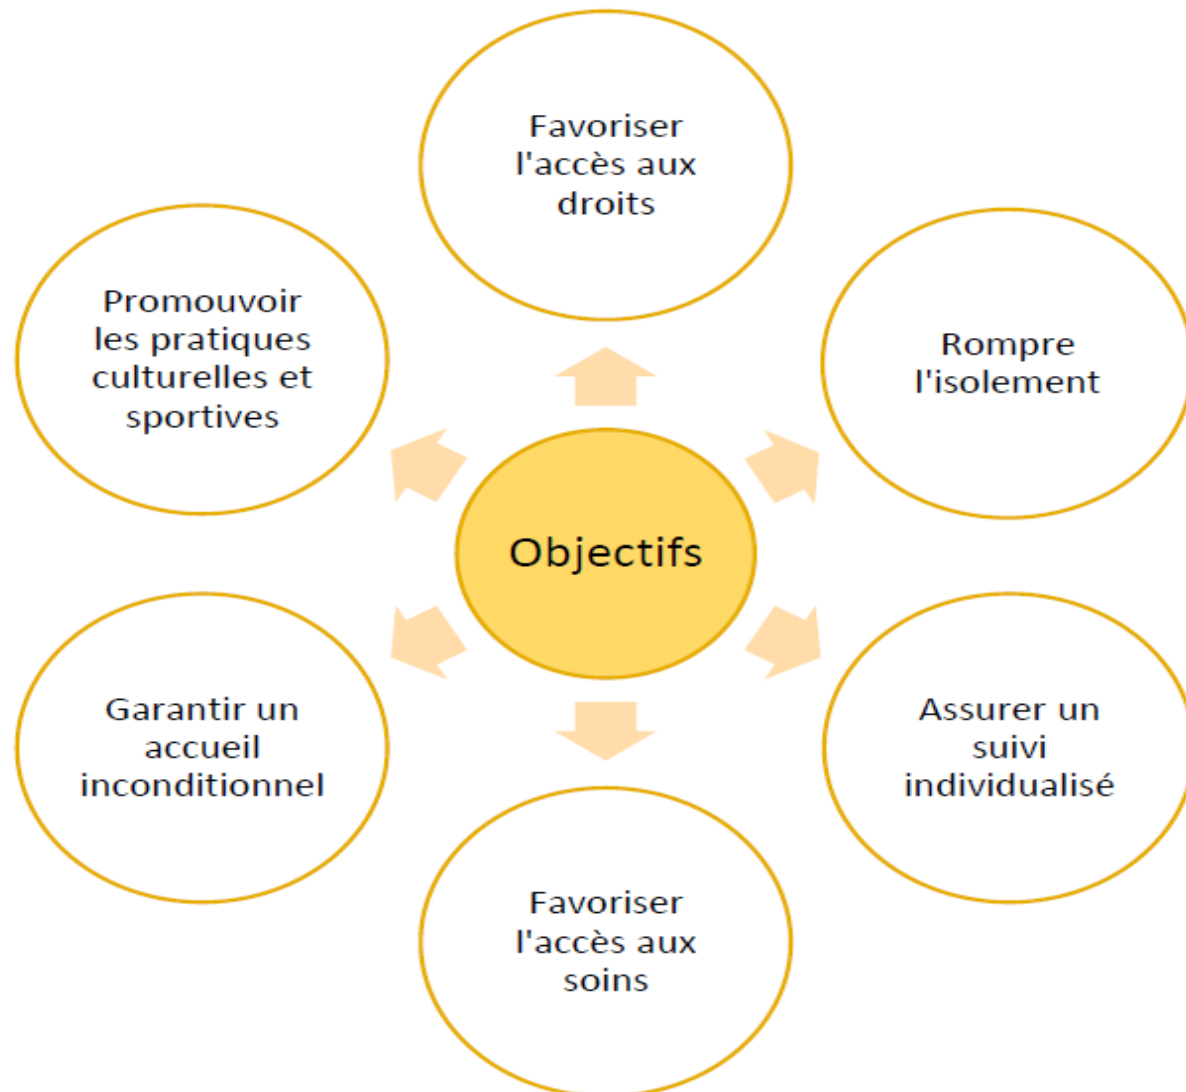 Favoriser
l'accès aux
droits
Promouvoir
les pratiques
culturelles et
sportives
Rompre
l'isolement
Objectifs
Garantir un
accueil
inconditionnel
Assurer un
suivi
individualisé
Favoriser
l'accès aux
soins